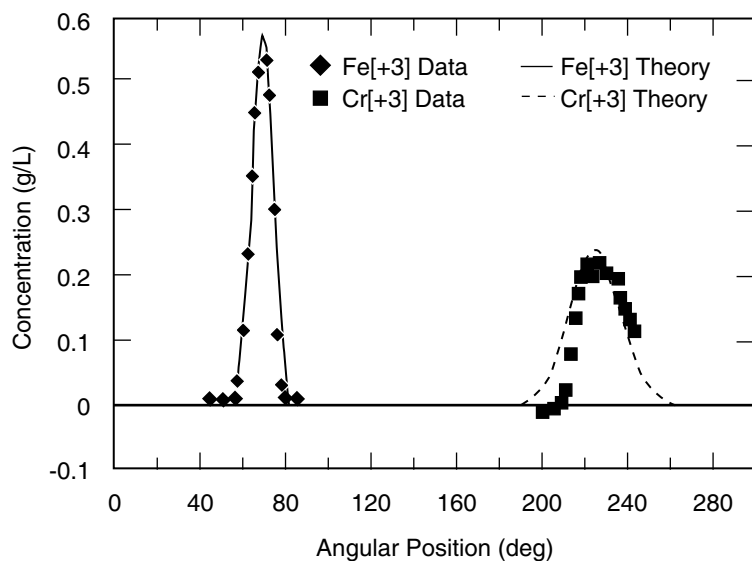 0.6
0.5
0.4
0.3
0.2
0.1
0
-0.1
Concentration (g/L)
Fe[+3] Data
Cr[+3] Data
Fe[+3] Theory
Cr[+3] Theory
0 40 80 120 160 200 240 280
Angular Position (deg)